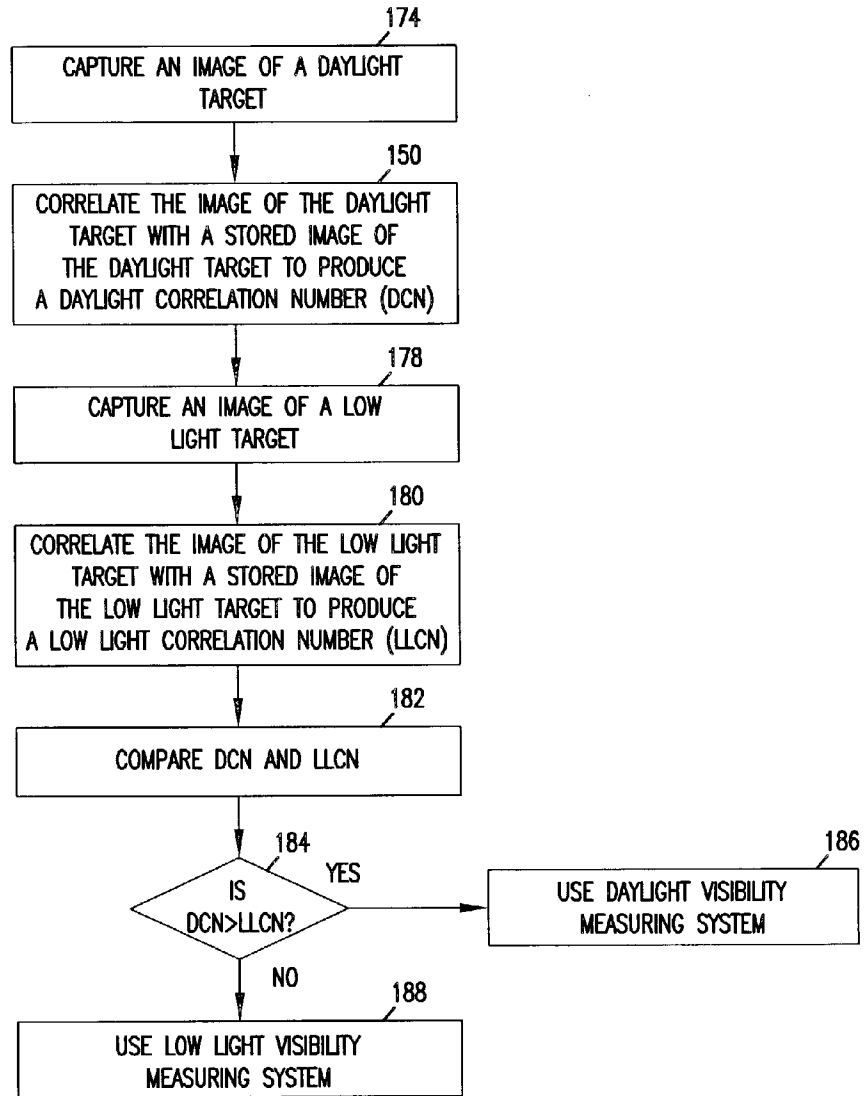 174
CAPTURE AN IMAGE OF A DAYLIGHT
TARGET
150
CORRELATE THE IMAGE OF THE DAYLIGHT
TARGET WITH A STORED IMAGE OF
THE DAYLIGHT TARGET TO PRODUCE
A DAYLIGHT CORRELATION NUMBER (DCN)
178
CAPTURE AN IMAGE OF A LOW
LIGHT TARGET
180
CORRELATE THE IMAGE OF THE LOW LIGHT
TARGET WITH A STORED IMAGE OF
THE LOW LIGHT TARGET TO PRODUCE
A LOW LIGHT CORRELATION NUMBER (LLCN)
182
COMPARE DCN AND LLCN
184
IS
DCN>LLCN?
YES
186
USE DAYLIGHT VISIBILITY
MEASURING SYSTEM
NO
188
USE LOW LIGHT VISIBILITY
MEASURING SYSTEM